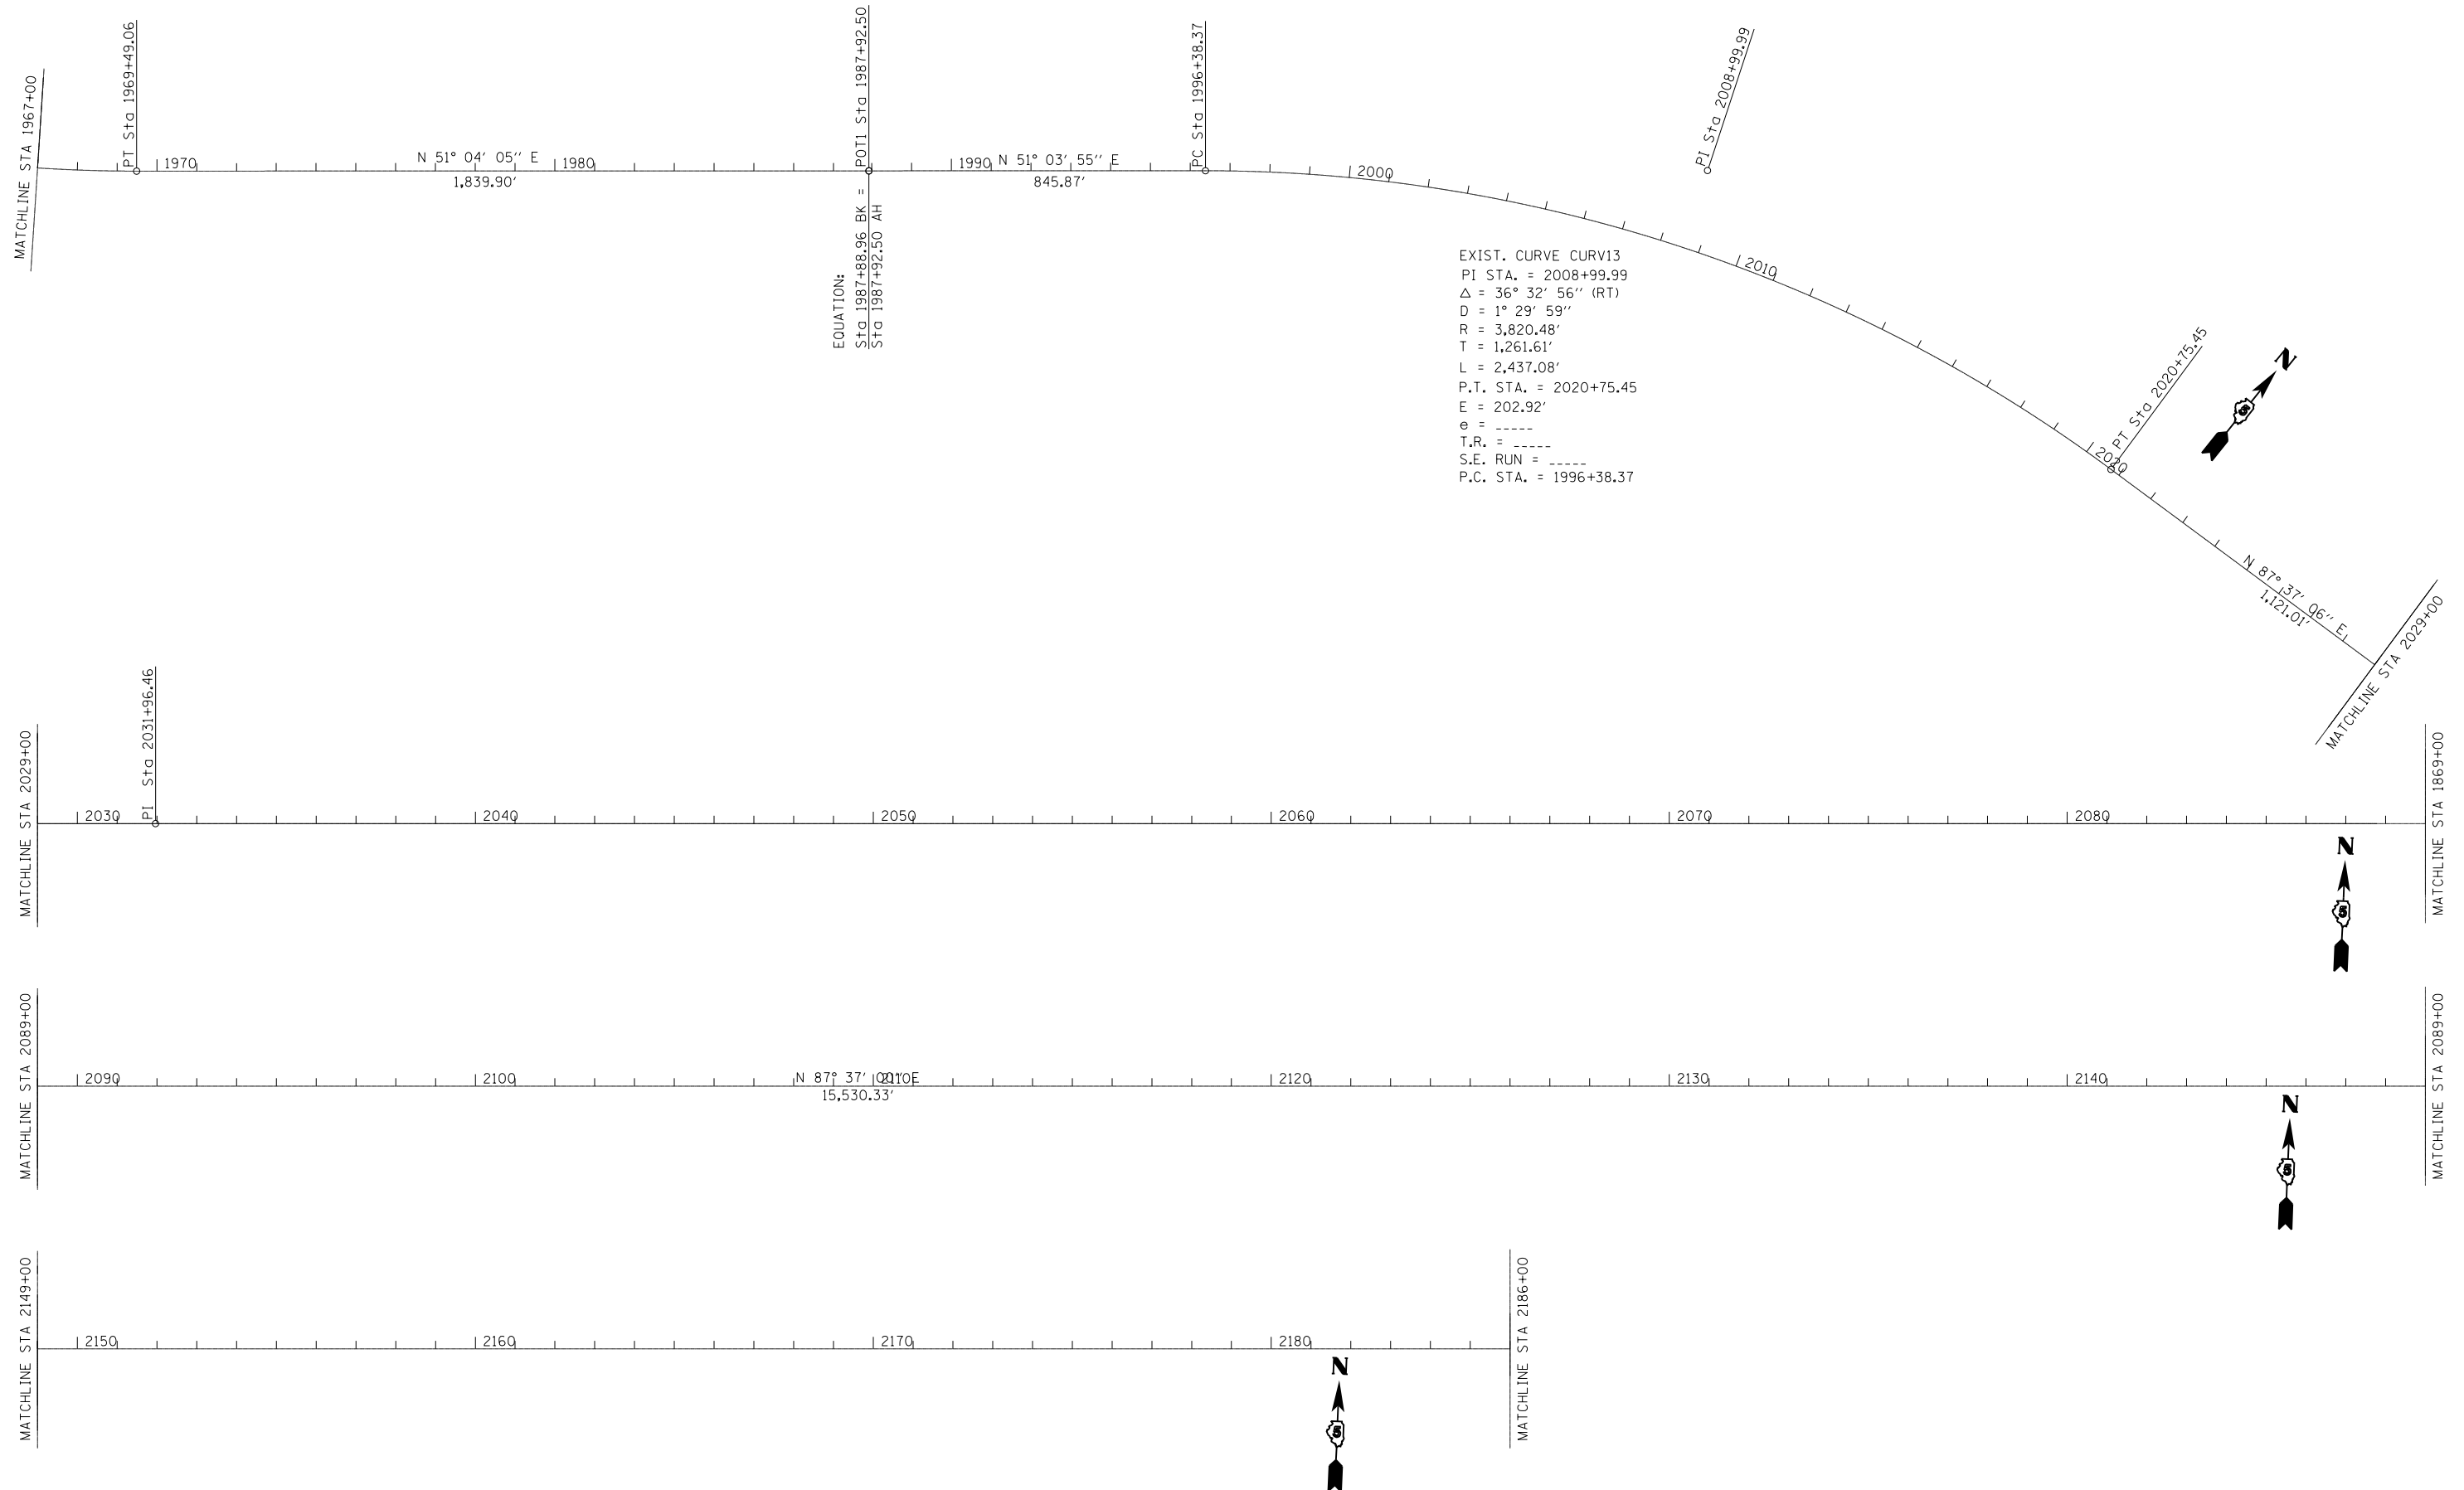 MATCHLINE STA 1967+00
PT Sta 1969+49.06
1970
N 51° 04' 05'' E
1,839.90'
1980
POT1 Sta 1987+92.50
EQUATION:
Sta 1987+88.96 BK =
Sta 1987+92.50 AH
1990
N 51° 03' 55'' E
845.87'
PC Sta 1996+38.37
2000
PI Sta 2008+99.99
2010
EXIST. CURVE CURV13
PI STA. = 2008+99.99
Δ = 36° 32' 56'' (RT)
D = 1° 29' 59''
R = 3,820.48'
T = 1,261.61'
L = 2,437.08'
P.T. STA. = 2020+75.45
E = 202.92'
e = _____
T.R. = _____
S.E. RUN = _____
P.C. STA. = 1996+38.37
2020
PT Sta 2020+75.45
N
5
N 87° 37' 06'' E
1,121.01'
MATCHLINE STA 2029+00
MATCHLINE STA 2029+00
2030
PI Sta 2031+96.46
2040
2050
2060
2070
2080
MATCHLINE STA 1869+00
N
5
MATCHLINE STA 2089+00
2090
2100
N 87° 37' 00'' E
15,530.33'
2110
2120
2130
2140
MATCHLINE STA 2089+00
N
5
MATCHLINE STA 2149+00
2150
2160
2170
2180
MATCHLINE STA 2186+00
N
5